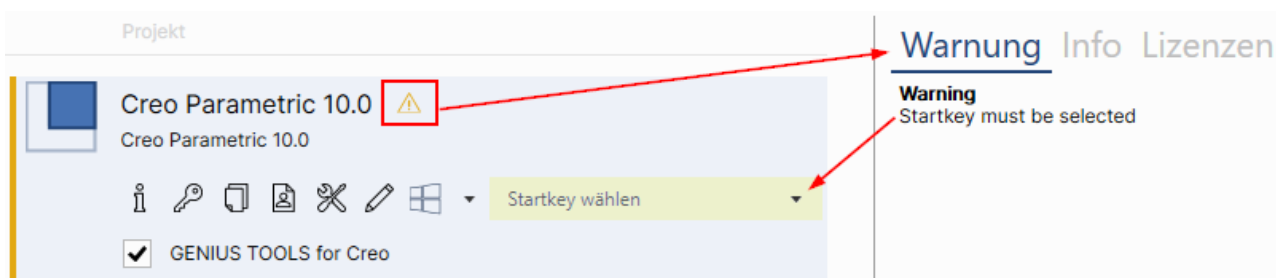 Projekt
Creo Parametric 10.0
Creo Parametric 10.0
Startkey wählen
GENIUS TOOLS for Creo
Warnung Info Lizenzen
Warning
Startkey must be selected